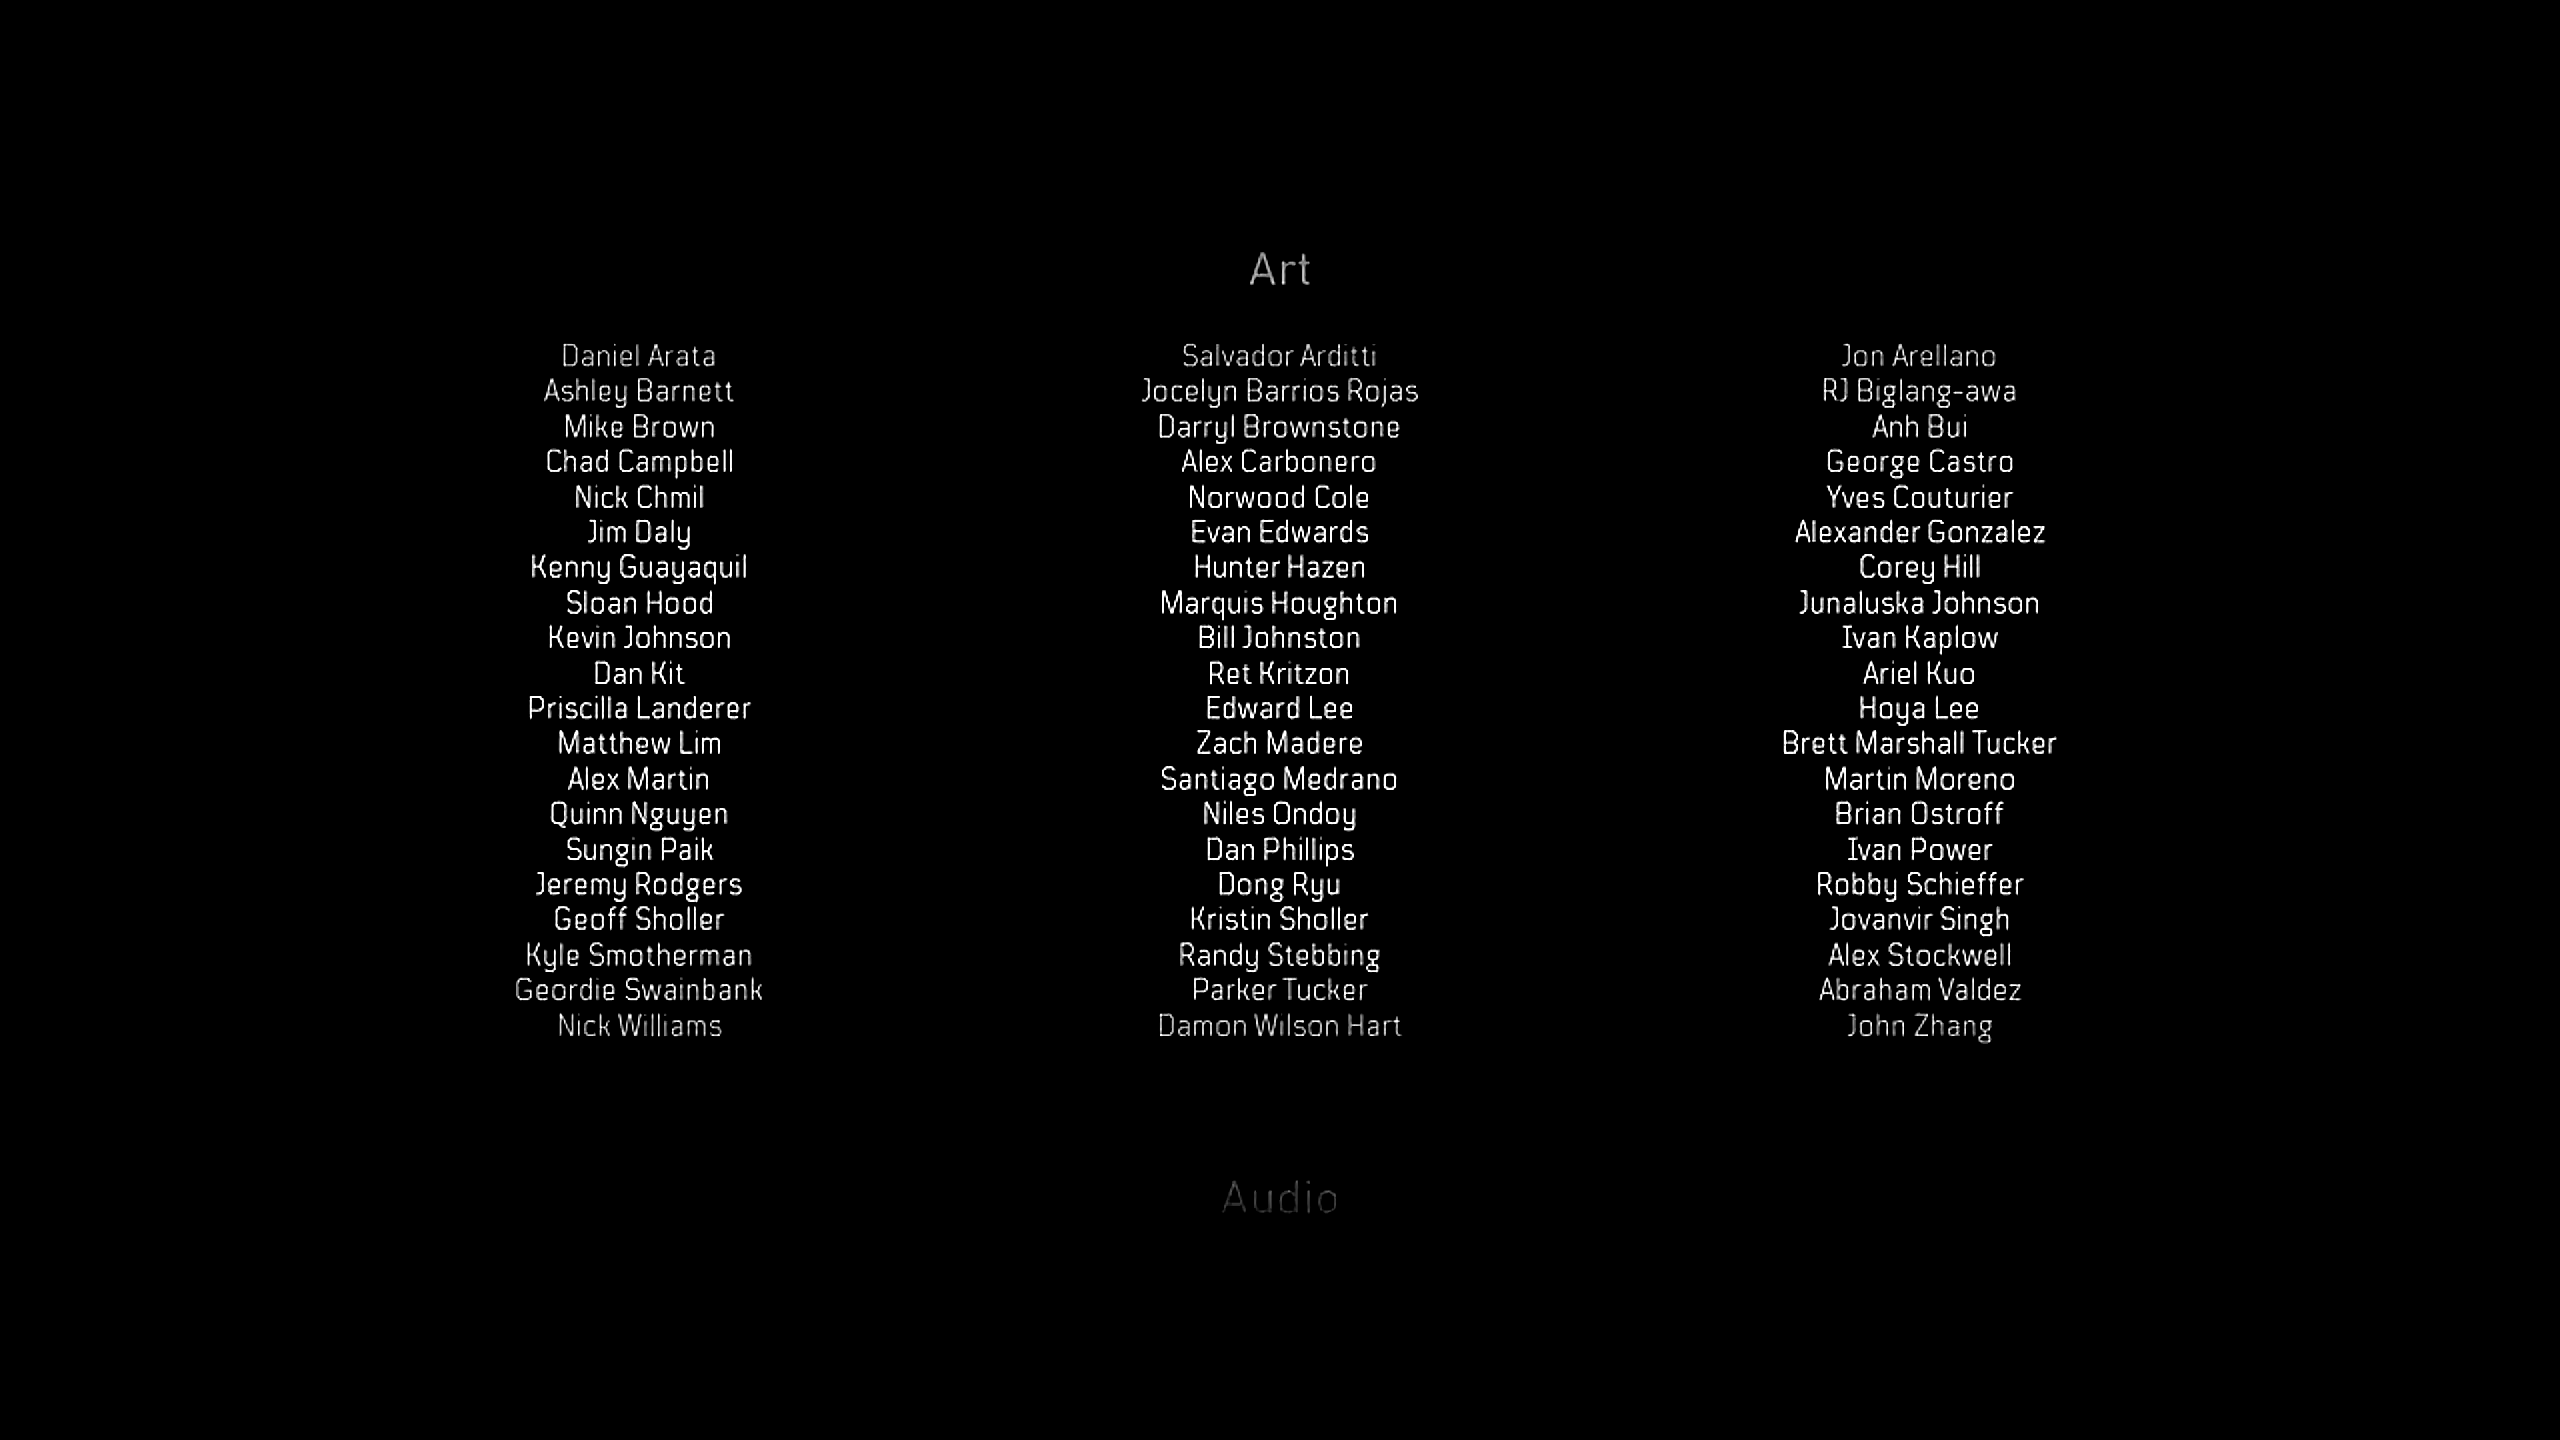 Art
Daniel Arata Salvador Arditti Jon Arellano
Ashley Barnett Jocelyn Barrios Rojas RJ Biglang-awa
Mike Brown Darryl Brownstone Anh Bui
Chad Campbell Alex Carbonero George Castro
Nick Chmil Norwood Cole Yves Couturier
Jim Daly Evan Edwards Alexander Gonzalez
Kenny Guayaquil Hunter Hazen Corey Hill
Sloan Hood Marquis Houghton Junaluska Johnson
Kevin Johnson Bill Johnston Ivan Kaplow
Dan Kit Ret Kritzon Ariel Kuo
Priscilla Landerer Edward Lee Hoya Lee
Matthew Lim Zach Madere Brett Marshall Tucker
Alex Martin Santiago Medrano Martin Moreno
Quinn Nguyen Niles Ondoy Brian Ostroff
Sungin Paik Dan Phillips Ivan Power
Jeremy Rodgers Dong Ryu Robby Schieffer
Geoff Sholler Kristin Sholler Jovanvir Singh
Kyle Smotherman Randy Stebbing Alex Stockwell
Geordie Swainbank Parker Tucker Abraham Valdez
Nick Williams Damon Wilson Hart John Zhang
Audio